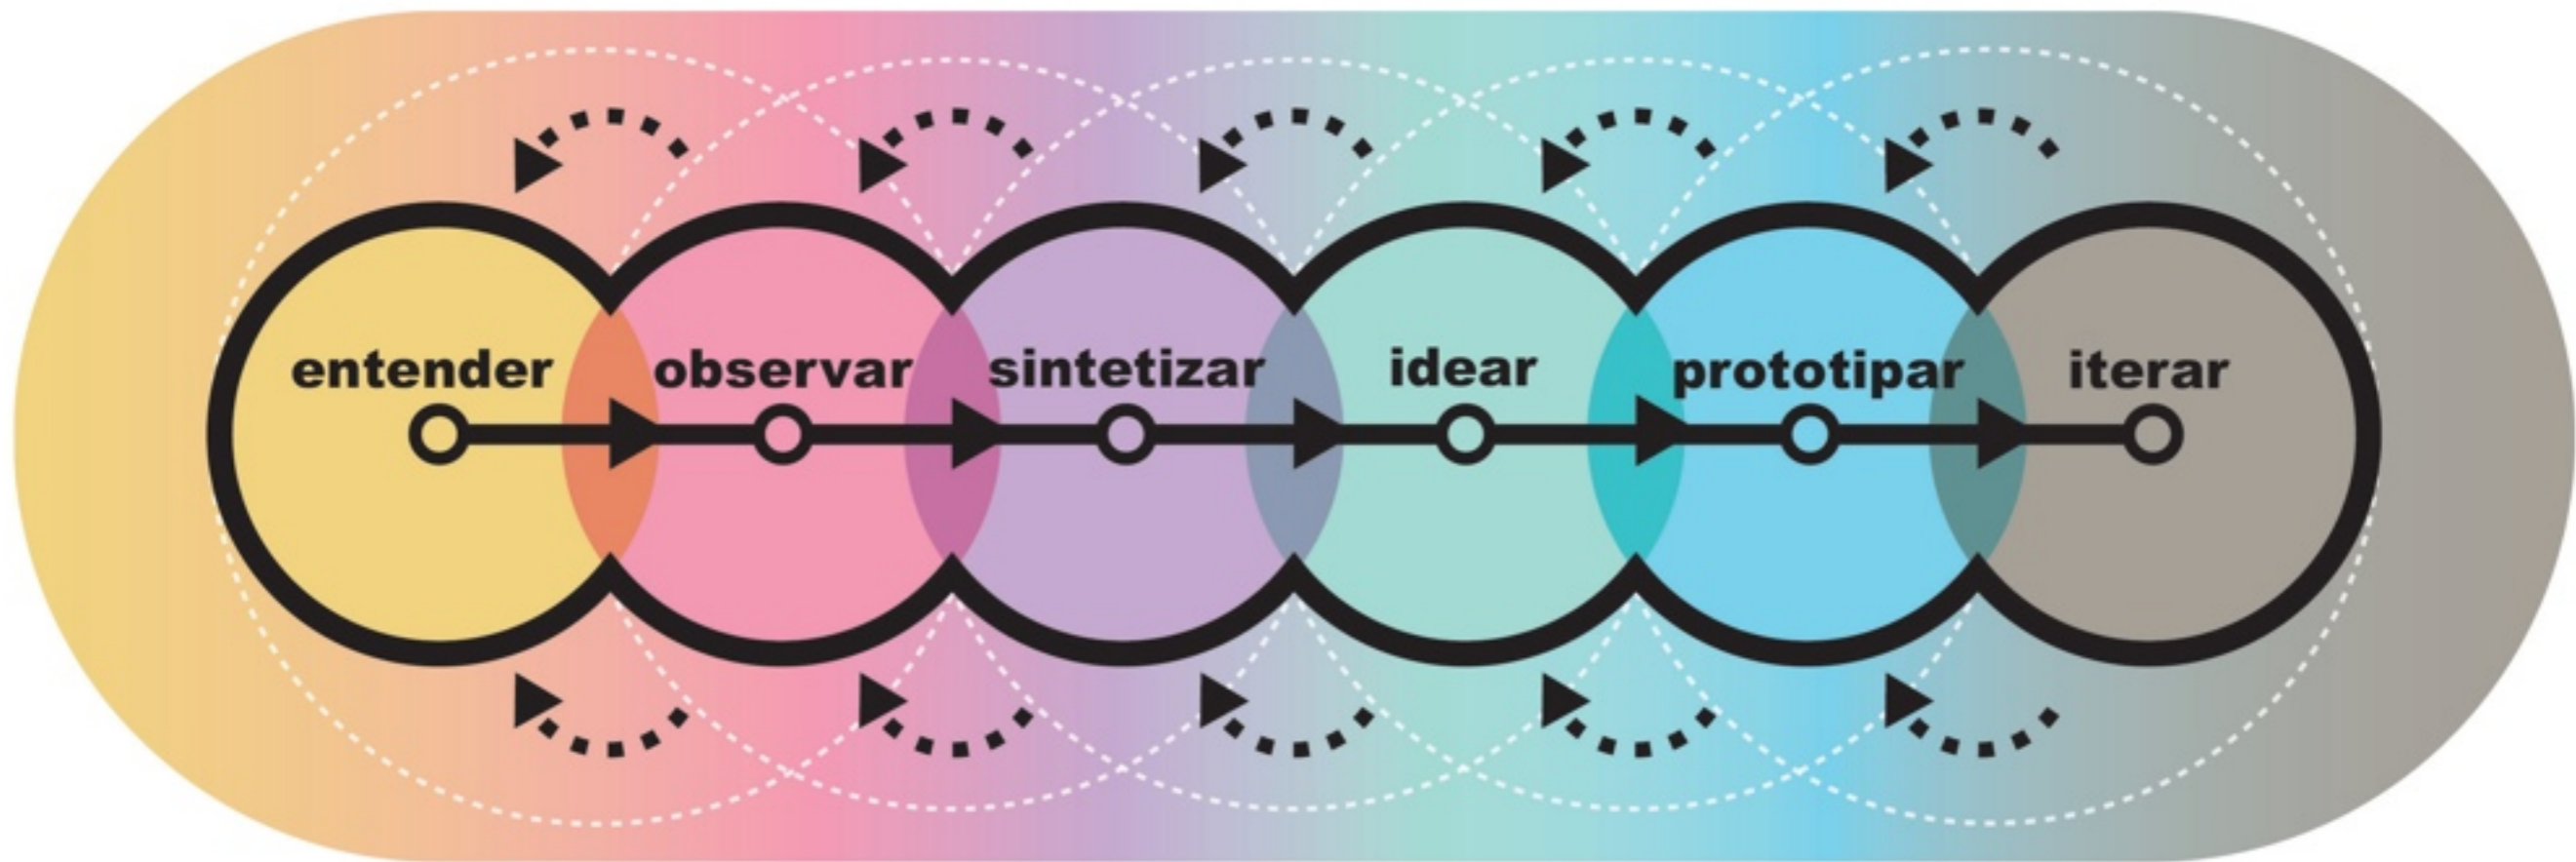 entender
observar
sintetizar
idear
prototipar
iterar